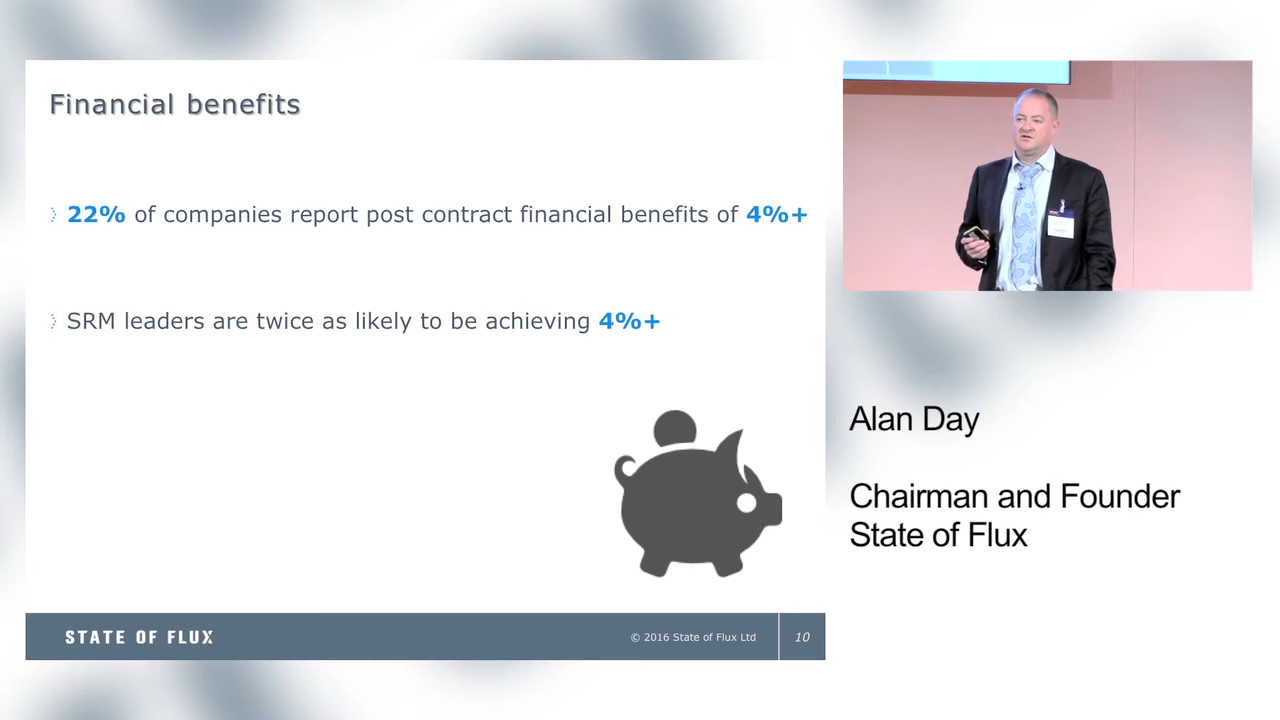 Financial benefits
22% of companies report post contract financial benefits of 4%+
SRM leaders are twice as likely to be achieving 4%+
STATE OF FLUX
© 2016 State of Flux Ltd
10
Alan Day
Chairman and Founder
State of Flux